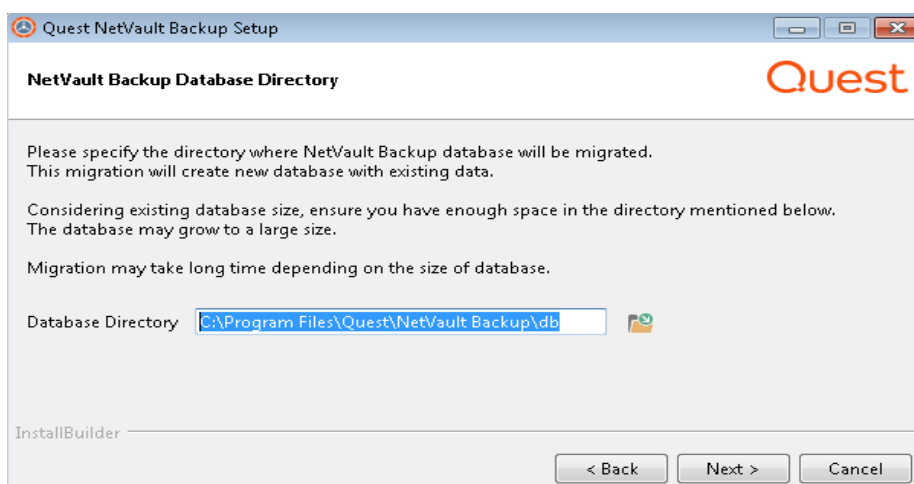 Quest NetVault Backup Setup
NetVault Backup Database Directory
Quest
Please specify the directory where NetVault Backup database will be migrated.
This migration will create new database with existing data.
Considering existing database size, ensure you have enough space in the directory mentioned below.
The database may grow to a large size.
Migration may take long time depending on the size of database.
Database Directory C:\Program Files\Quest\NetVault Backup\db
InstallBuilder
< Back Next > Cancel